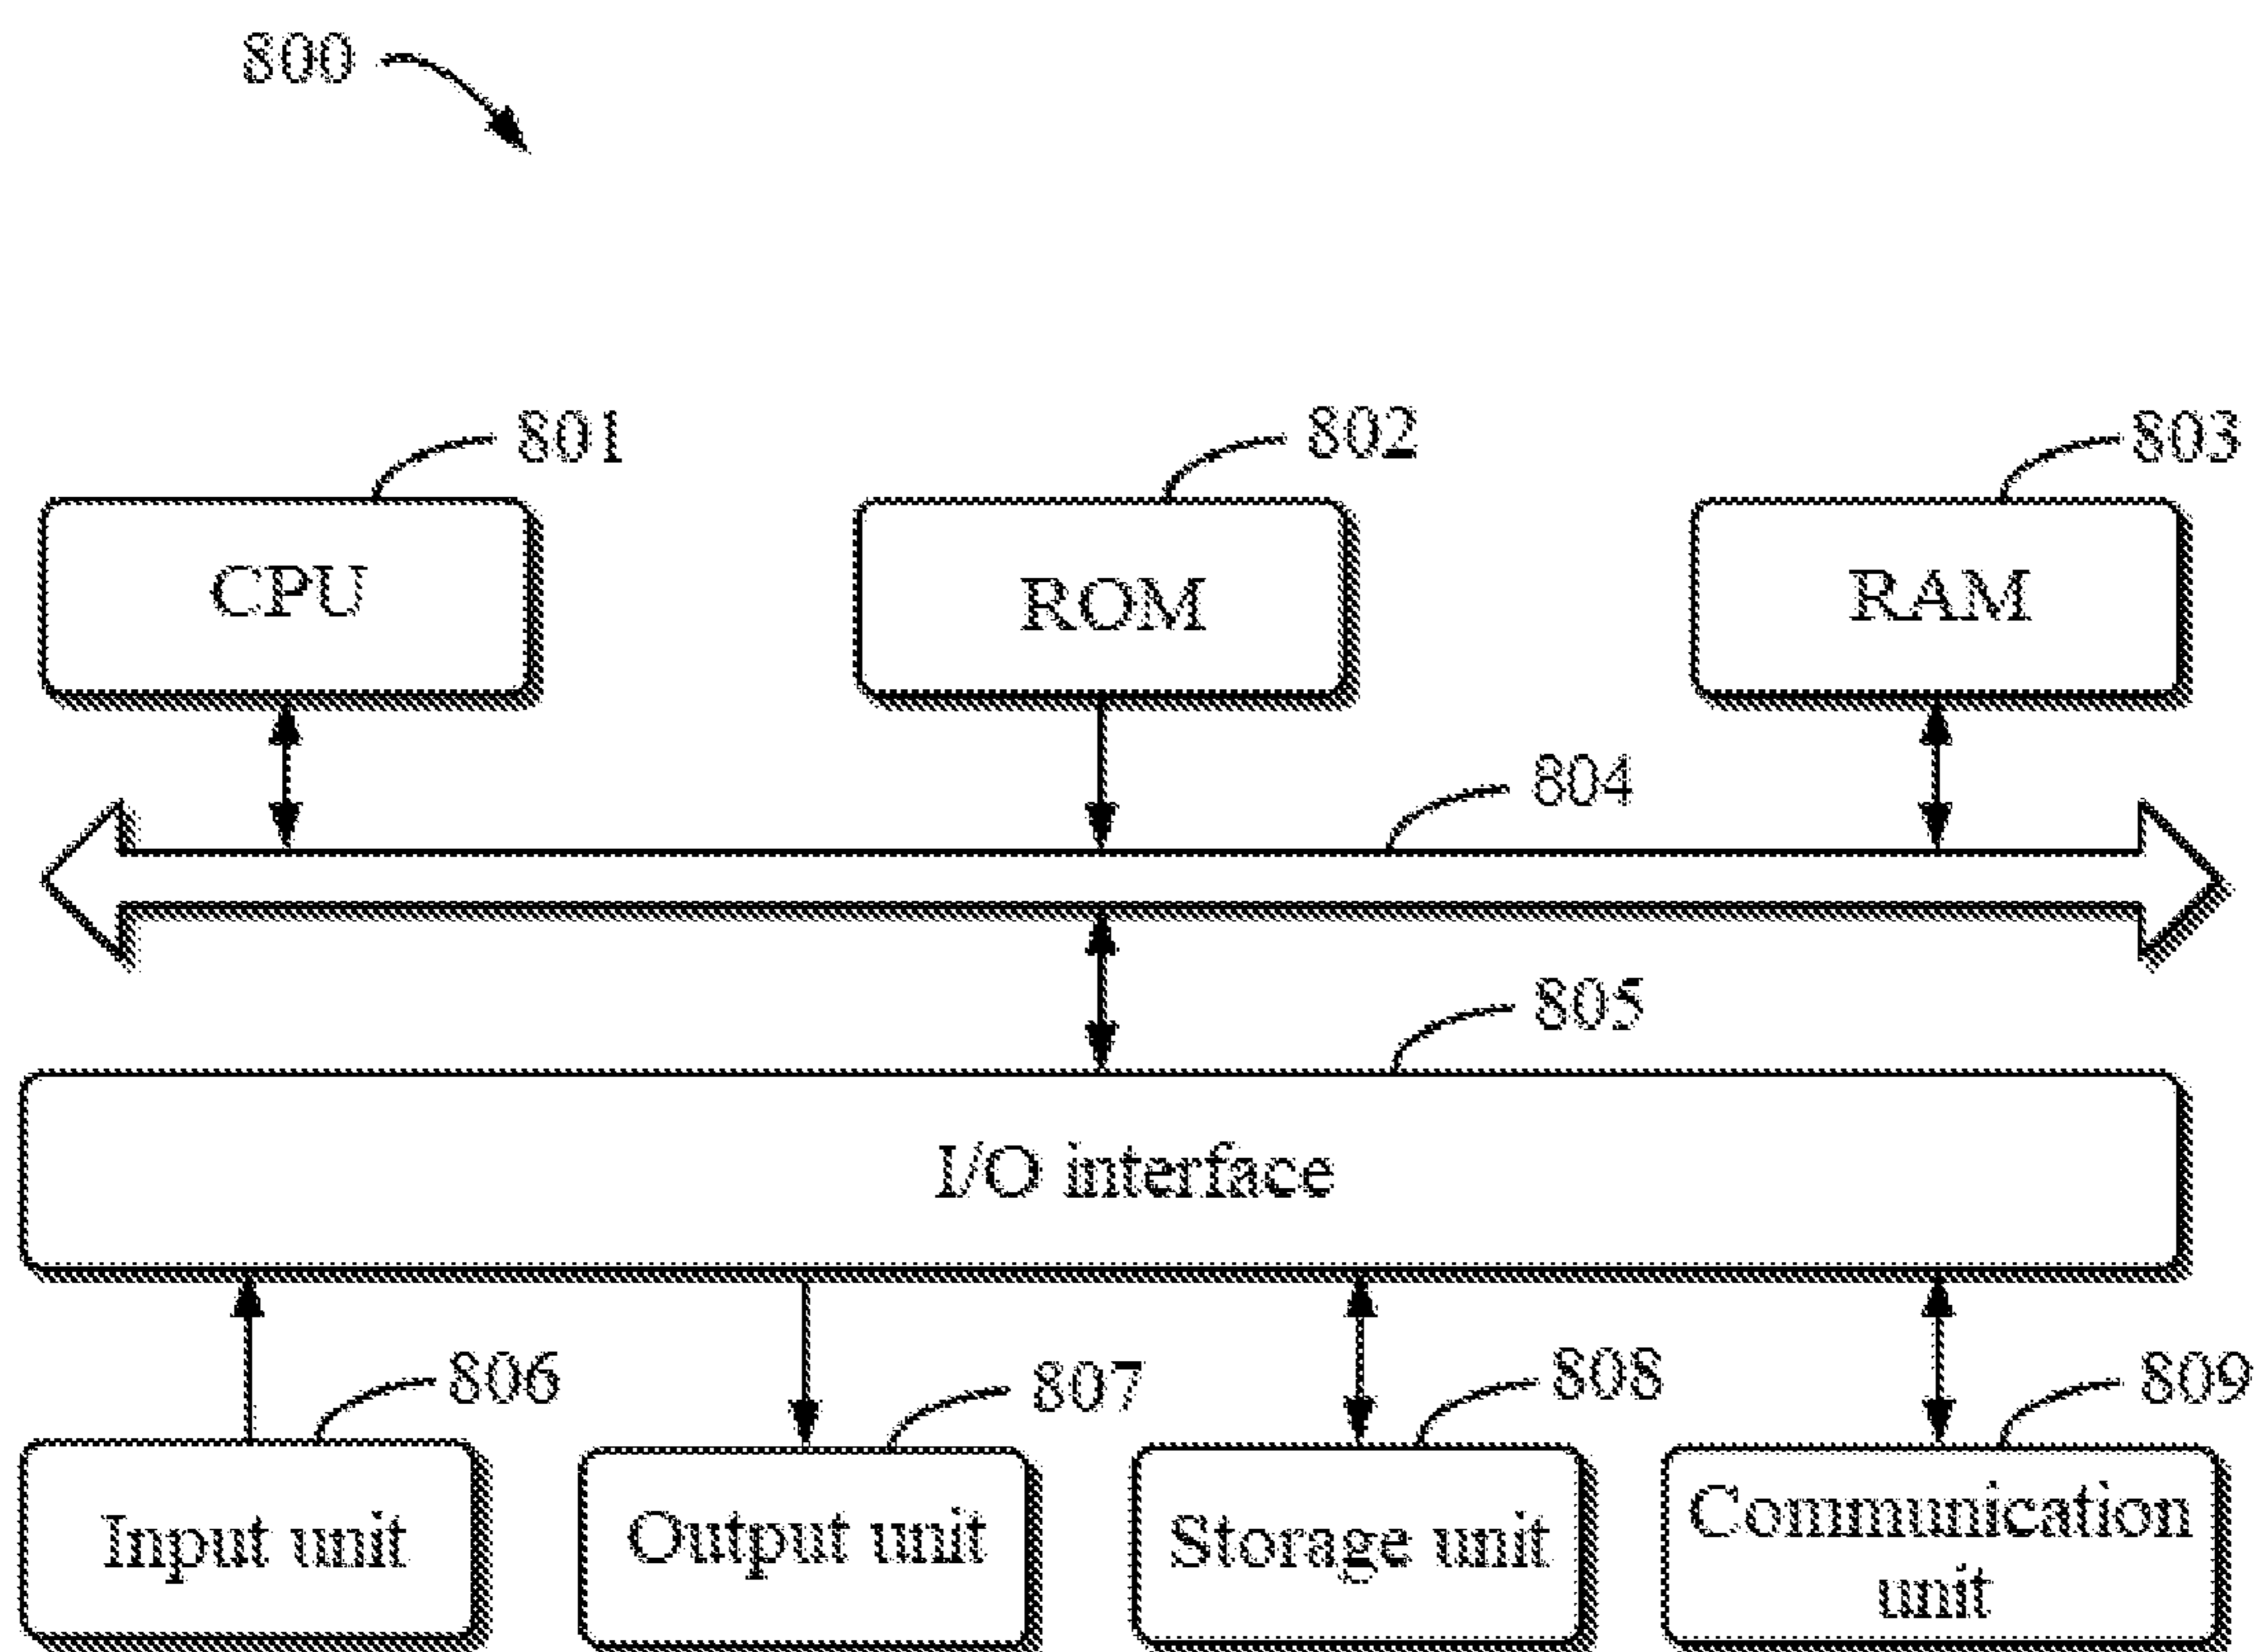 800
801
802
803
CPU
ROM
RAM
804
805
I/O interface
806
807
808
809
Input unit
Output unit
Storage unit
Communication
unit